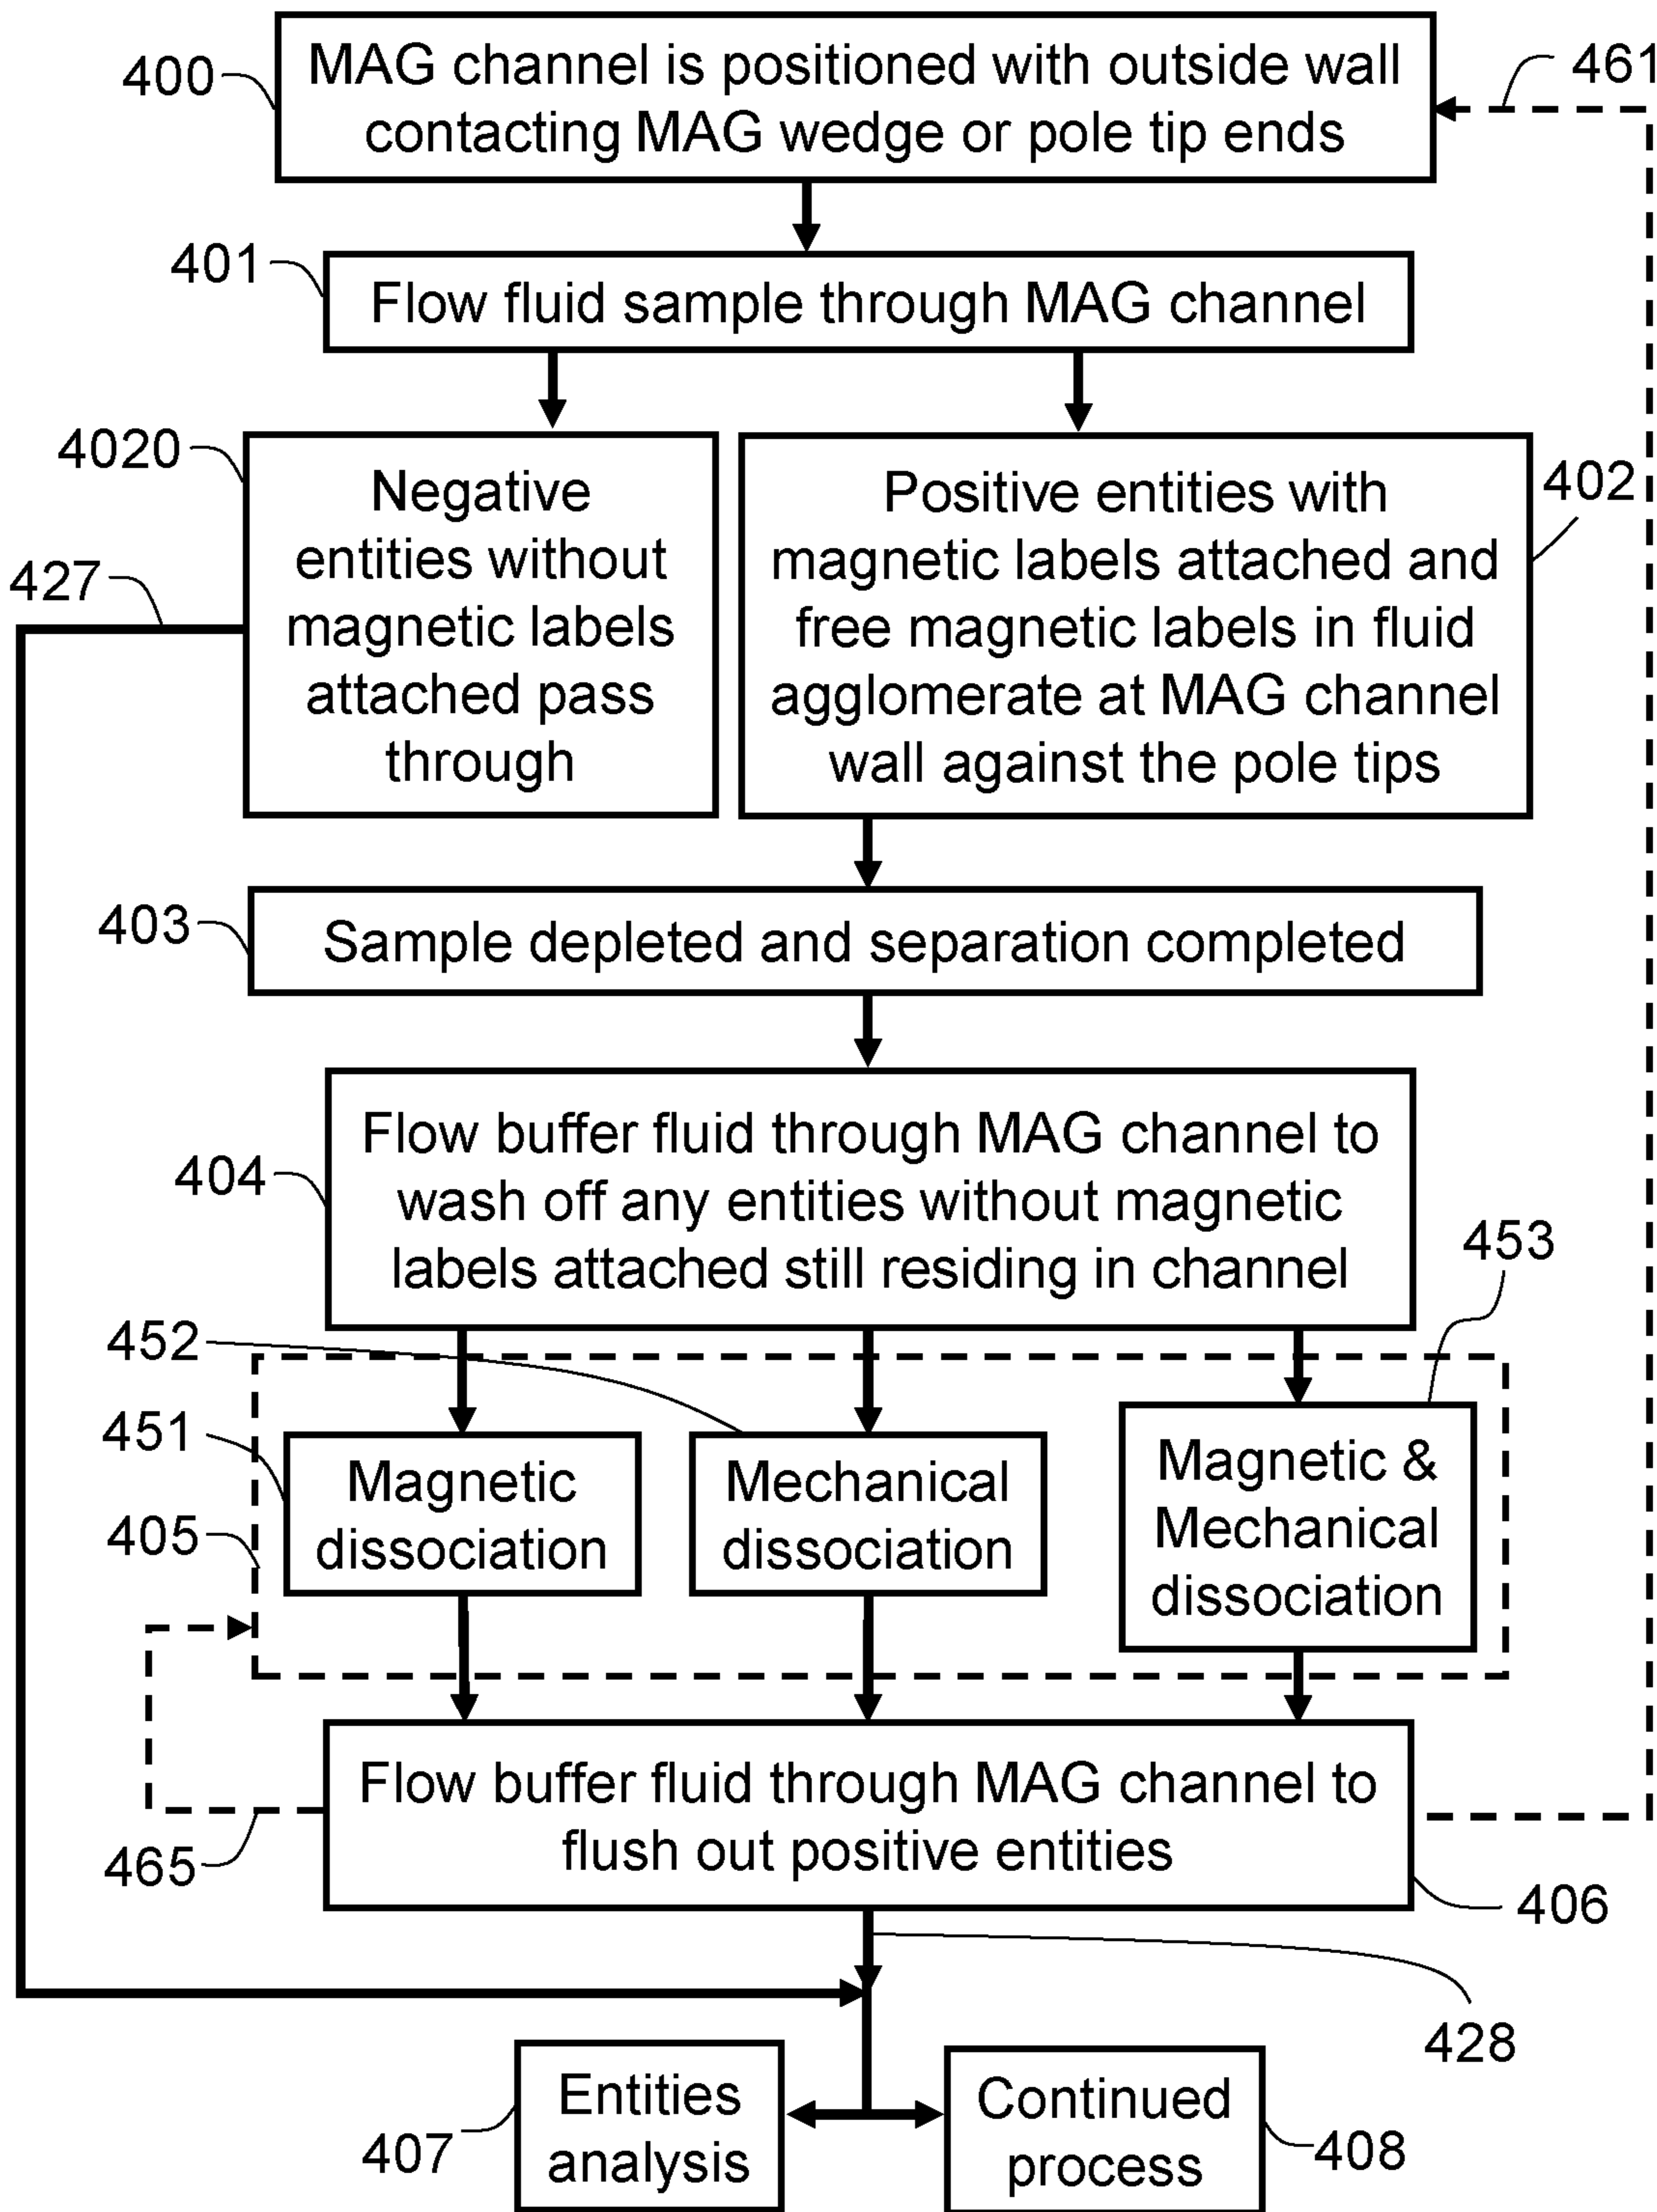 400
MAG channel is positioned with outside wall
contacting MAG wedge or pole tip ends
461
401
Flow fluid sample through MAG channel
4020
Negative
entities without
magnetic labels
attached pass
through
427
Positive entities with
magnetic labels attached and
free magnetic labels in fluid
agglomerate at MAG channel
wall against the pole tips
402
403
Sample depleted and separation completed
404
Flow buffer fluid through MAG channel to
wash off any entities without magnetic
labels attached still residing in channel
453
452
451
405
Magnetic
dissociation
Mechanical
dissociation
Magnetic &
Mechanical
dissociation
465
Flow buffer fluid through MAG channel to
flush out positive entities
406
428
407
Entities
analysis
Continued
process
408